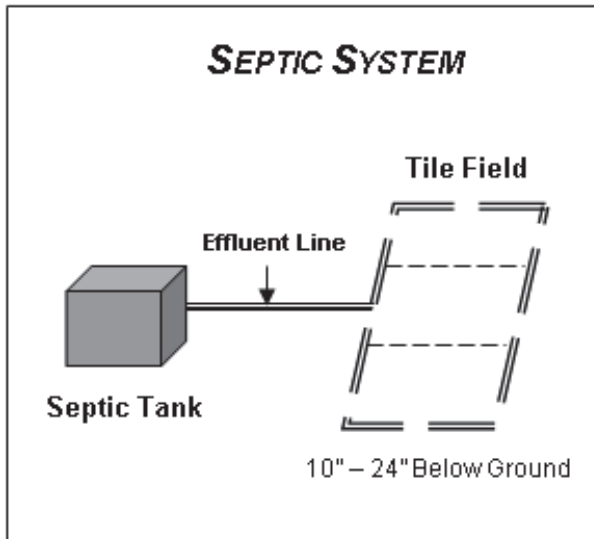 SEPTIC SYSTEM
Tile Field
Effluent Line
Septic Tank
10" – 24" Below Ground